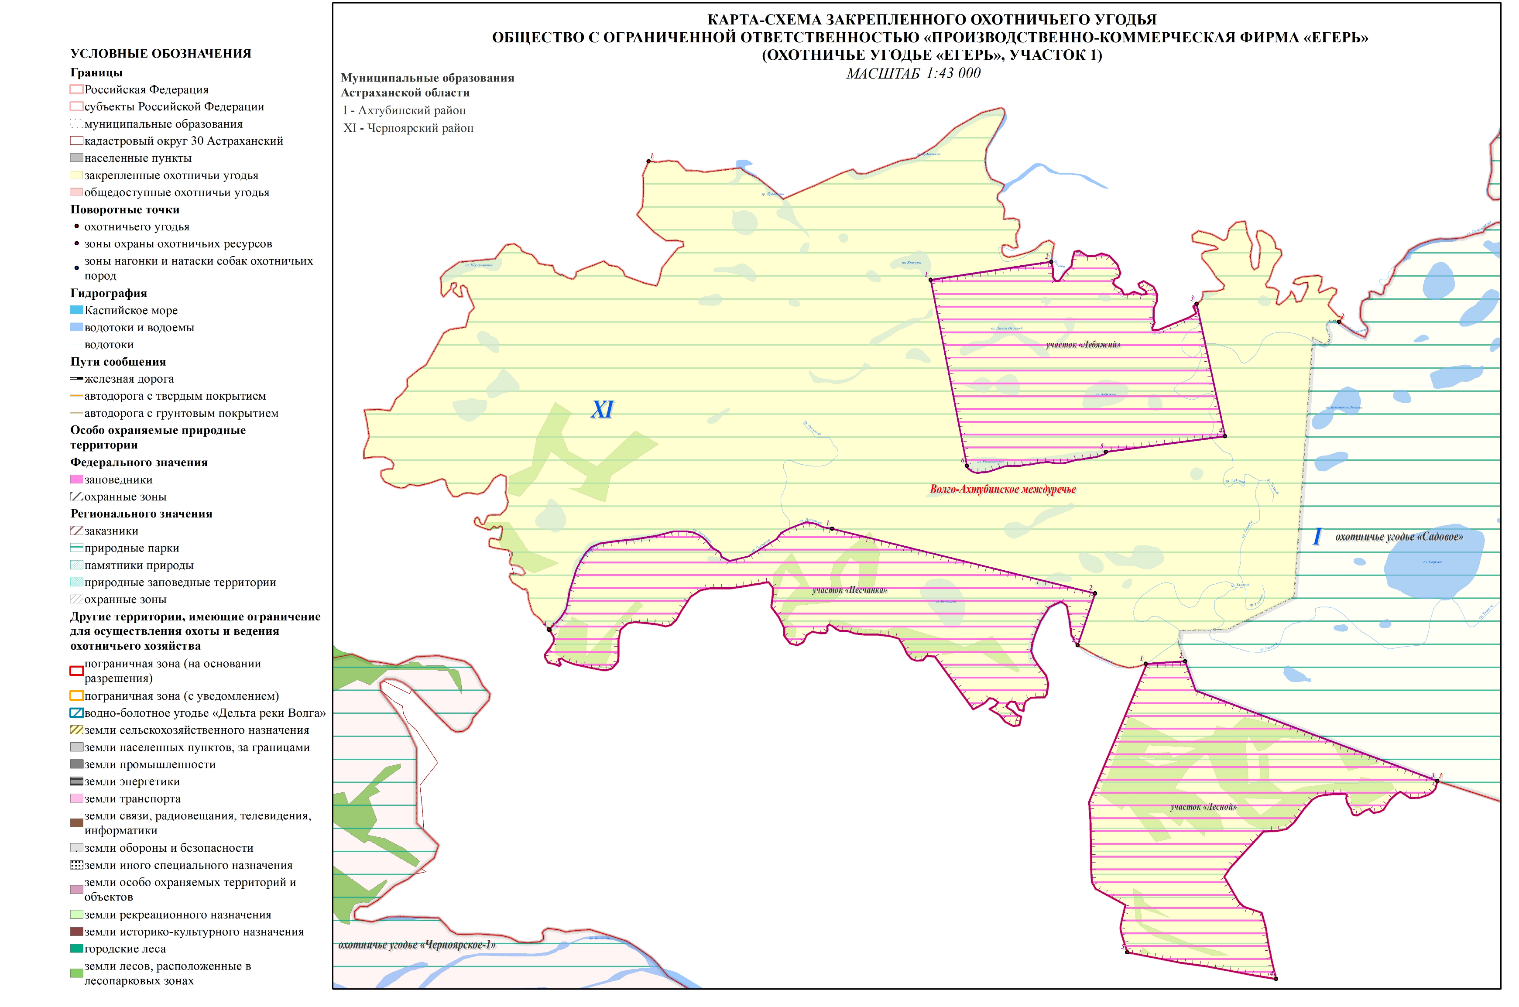 КАРТА-СХЕМА ЗАКРЕПЛЕННОГО ОХОТНИЧЬЕГО УГОДЬЯ
ОБЩЕСТВО С ОГРАНИЧЕННОЙ ОТВЕТСТВЕННОСТЬЮ «ПРОИЗВОДСТВЕННО-КОММЕРЧЕСКАЯ ФИРМА «ЕГЕРЬ»
(ОХОТНИЧЬЕ УГОДЬЕ «ЕГЕРЬ», УЧАСТОК 1)
МАСШТАБ 1:43 000
Муниципальные образования
Астраханской области
I - Ахтубинский район
XI - Черноярский район
УСЛОВНЫЕ ОБОЗНАЧЕНИЯ
Границы
Российская Федерация
субъекты Российской Федерации
муниципальные образования
кадастровый округ 30 Астраханский
населенные пункты
закрепленные охотничьи угодья
общедоступные охотничьи угодья
Поворотные точки
охотничьего угодья
зоны охраны охотничьих ресурсов
зоны нагонки и натаски собак охотничьих
пород
Гидрография
Каспийское море
водотоки и водоемы
водотоки
Пути сообщения
железная дорога
автодорога с твердым покрытием
автодорога с грунтовым покрытием
Особо охраняемые природные
территории
Федерального значения
заповедники
охранные зоны
Регионального значения
заказники
природные парки
памятники природы
природные заповедные территории
охранные зоны
Другие территории, имеющие ограничение
для осуществления охоты и ведения
охотничьего хозяйства
пограничная зона (на основании
разрешения)
пограничная зона (с уведомлением)
водно-болотное угодье «Дельта реки Волга»
земли сельскохозяйственного назначения
земли населенных пунктов, за границами
земли промышленности
земли энергетики
земли транспорта
земли связи, радиовещания, телевидения,
информатики
земли обороны и безопасности
земли иного специального назначения
земли особо охраняемых территорий и
объектов
земли рекреационного назначения
земли историко-культурного назначения
городские леса
земли лесов, расположенные в
лесопарковых зонах
участок «Лебяжий»
XI
Волго-Ахтубинское междуречье
I охотничье угодье «Садовое»
участок «Песчанка»
участок «Лесной»
охотничье угодье «Черноярское-1»